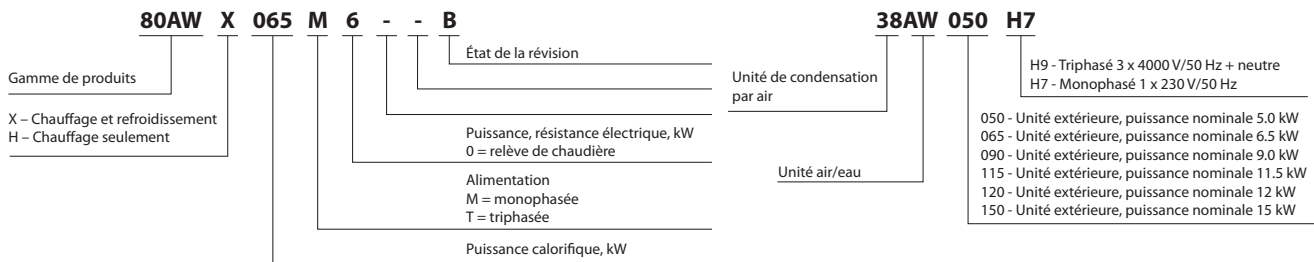 80AW X 065 M 6 - - B
État de la révision
Gamme de produits
X – Chauffage et refroidissement
H – Chauffage seulement
Puissance, résistance électrique, kW
0 = relève de chaudière
Alimentation
M = monophasée
T = triphasée
Puissance calorifique, kW
38AW 050 H7
H9 - Triphasé 3 x 4000 V/50 Hz + neutre
H7 - Monophasé 1 x 230 V/50 Hz
Unité de condensation
par air
050 - Unité extérieure, puissance nominale 5.0 kW
065 - Unité extérieure, puissance nominale 6.5 kW
090 - Unité extérieure, puissance nominale 9.0 kW
115 - Unité extérieure, puissance nominale 11.5 kW
120 - Unité extérieure, puissance nominale 12 kW
150 - Unité extérieure, puissance nominale 15 kW
Unité air/eau